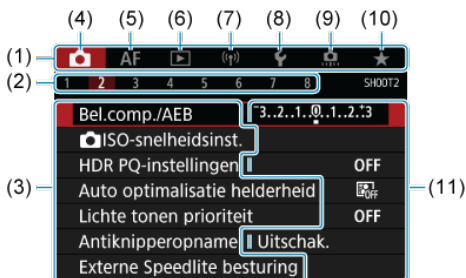 (4) (5) (6) (7) (8) (9) (10)
(1) AF
(2) 1 2 3 4 5 6 7 8 SHOOT2
Bel.comp./AEB -3..2..1..0..1..2..+3
ISO-snelheidsinst.
HDR PQ-instellingen OFF
(3) Auto optimalisatie helderheid OFF (11)
Lichte tonen prioriteit OFF
Antiknipperopname Uitschak.
Externe Speedlite besturing